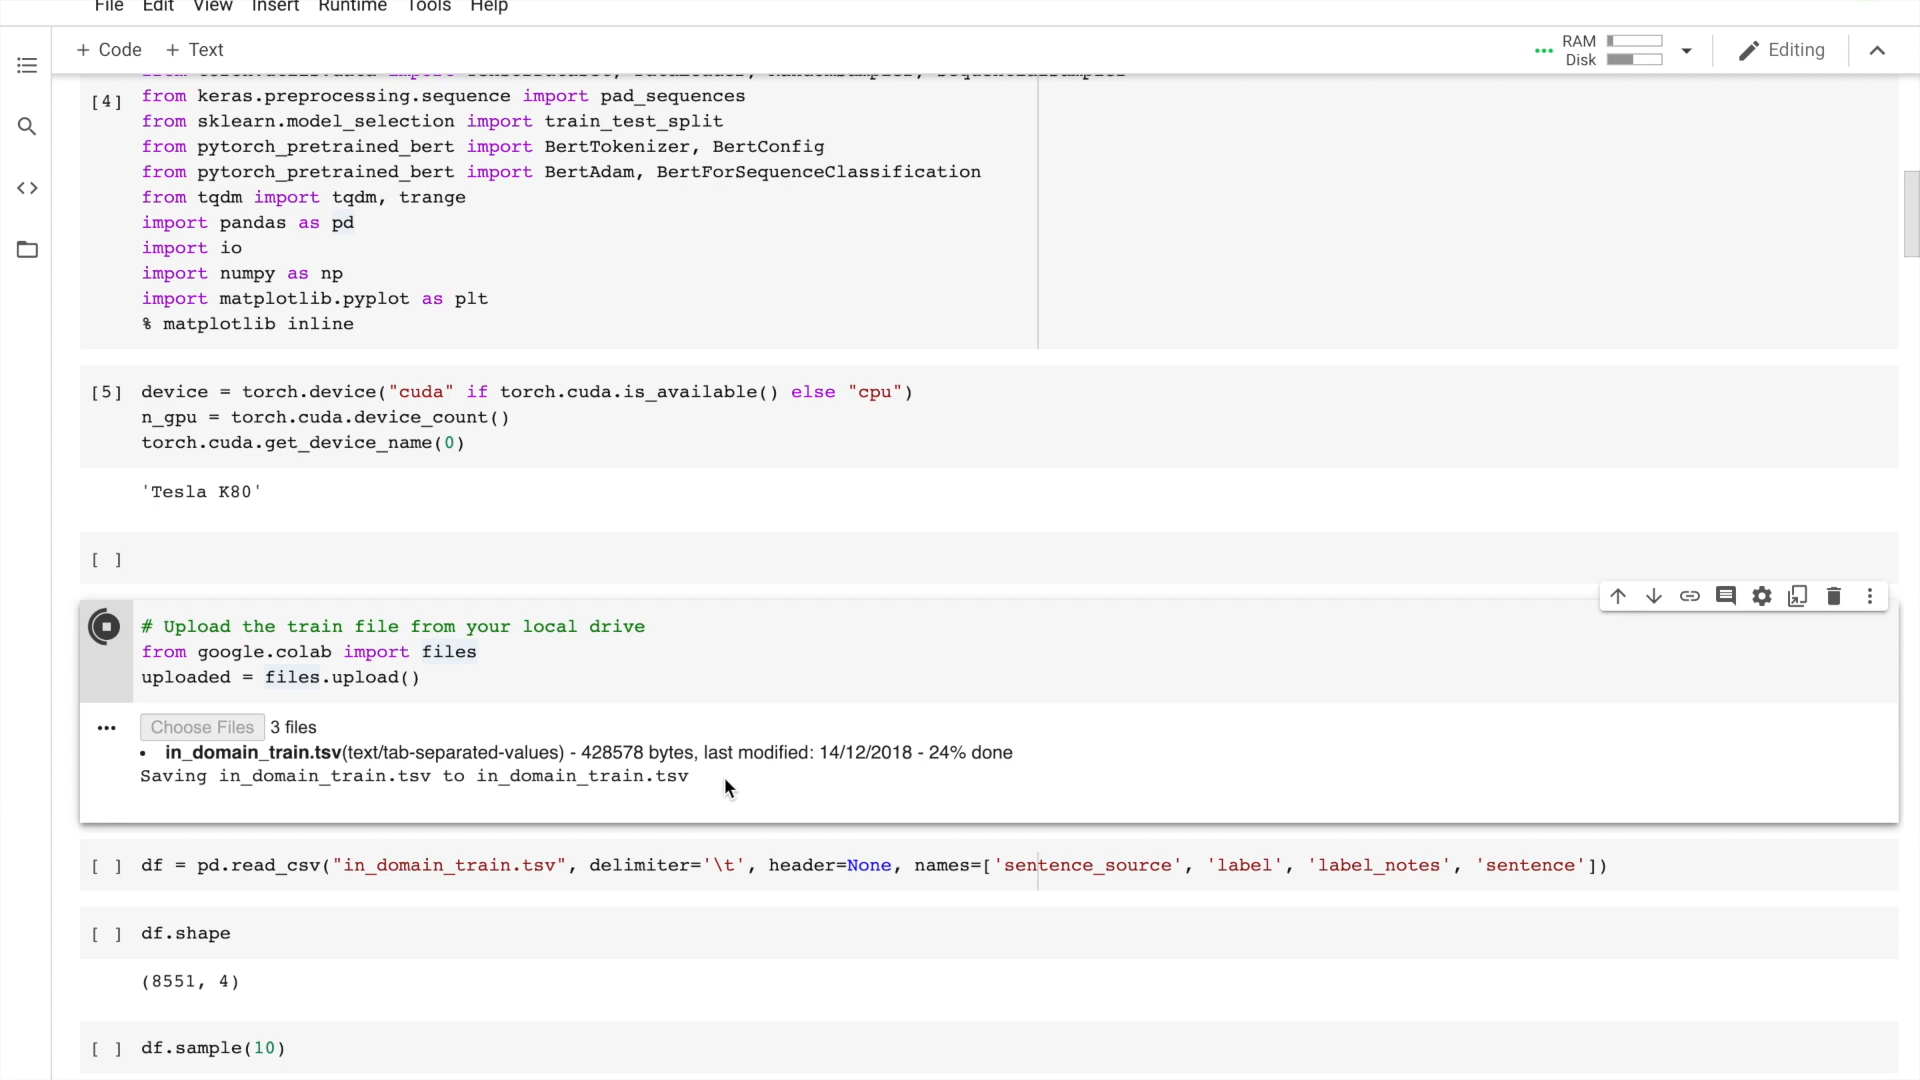 File Edit View Insert Runtime Tools Help
+ Code + Text
RAM
Disk
Editing
[4]
from keras.preprocessing.sequence import pad_sequences
from sklearn.model_selection import train_test_split
from pytorch_pretrained_bert import BertTokenizer, BertConfig
from pytorch_pretrained_bert import BertAdam, BertForSequenceClassification
from tqdm import tqdm, trange
import pandas as pd
import io
import numpy as np
import matplotlib.pyplot as plt
% matplotlib inline
[5] device = torch.device("cuda" if torch.cuda.is_available() else "cpu")
n_gpu = torch.cuda.device_count()
torch.cuda.get_device_name(0)
'Tesla K80'
[ ]
# Upload the train file from your local drive
from google.colab import files
uploaded = files.upload()
Choose Files 3 files
• in_domain_train.tsv(text/tab-separated-values) - 428578 bytes, last modified: 14/12/2018 - 24% done
Saving in_domain_train.tsv to in_domain_train.tsv
[ ] df = pd.read_csv("in_domain_train.tsv", delimiter='\t', header=None, names=['sentence_source', 'label', 'label_notes', 'sentence'])
[ ] df.shape
(8551, 4)
[ ] df.sample(10)